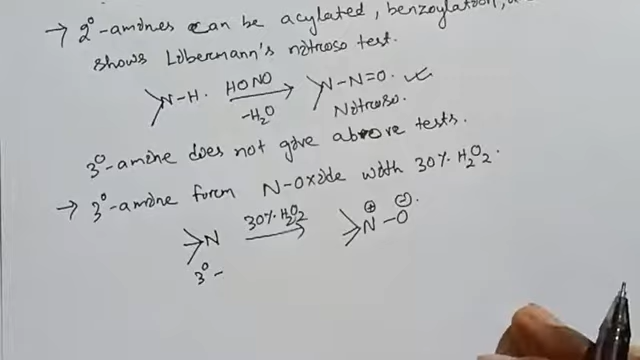 → 2°-amines can be acylated, benzoylation,
shows Libermann's nitroso test.
N-H. HONO -H₂O → N-N=O. ✓
Nitroso.
3°-amine does not give above tests.
→ 3°-amine form N-Oxide with 30% H₂O₂.
N 30% H₂O₂ → N⊕-O⊖.
3°-